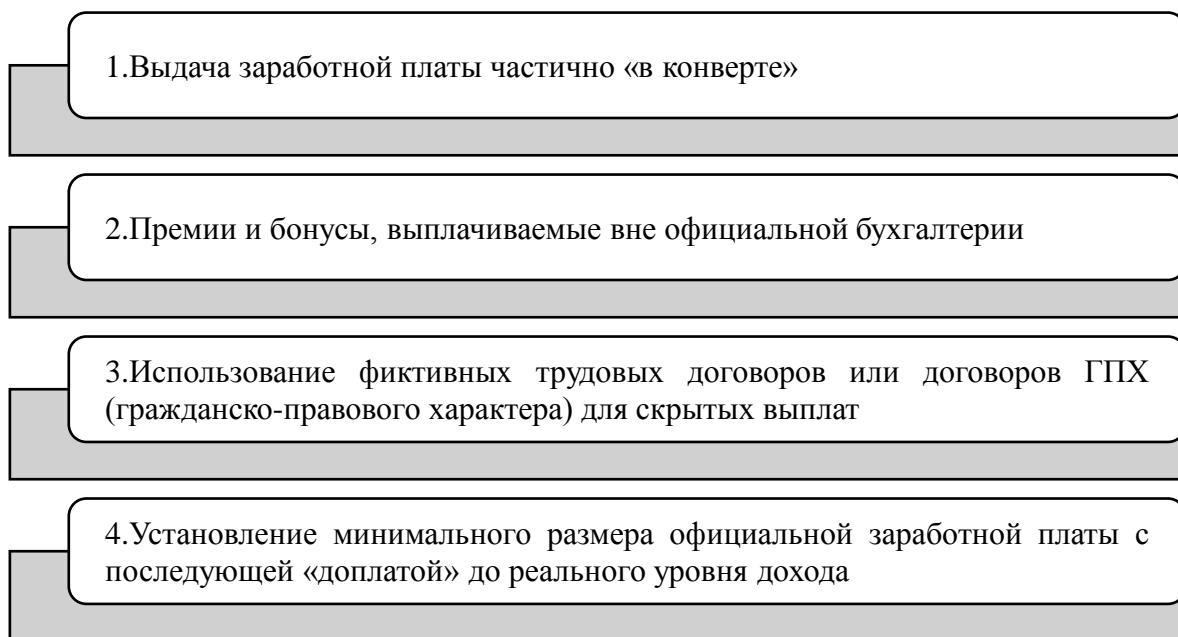 1.Выдача заработной платы частично «в конверте»
2.Премии и бонусы, выплачиваемые вне официальной бухгалтерии
3.Использование фиктивных трудовых договоров или договоров ГПХ
(гражданско-правового характера) для скрытых выплат
4.Установление минимального размера официальной заработной платы с
последующей «доплатой» до реального уровня дохода